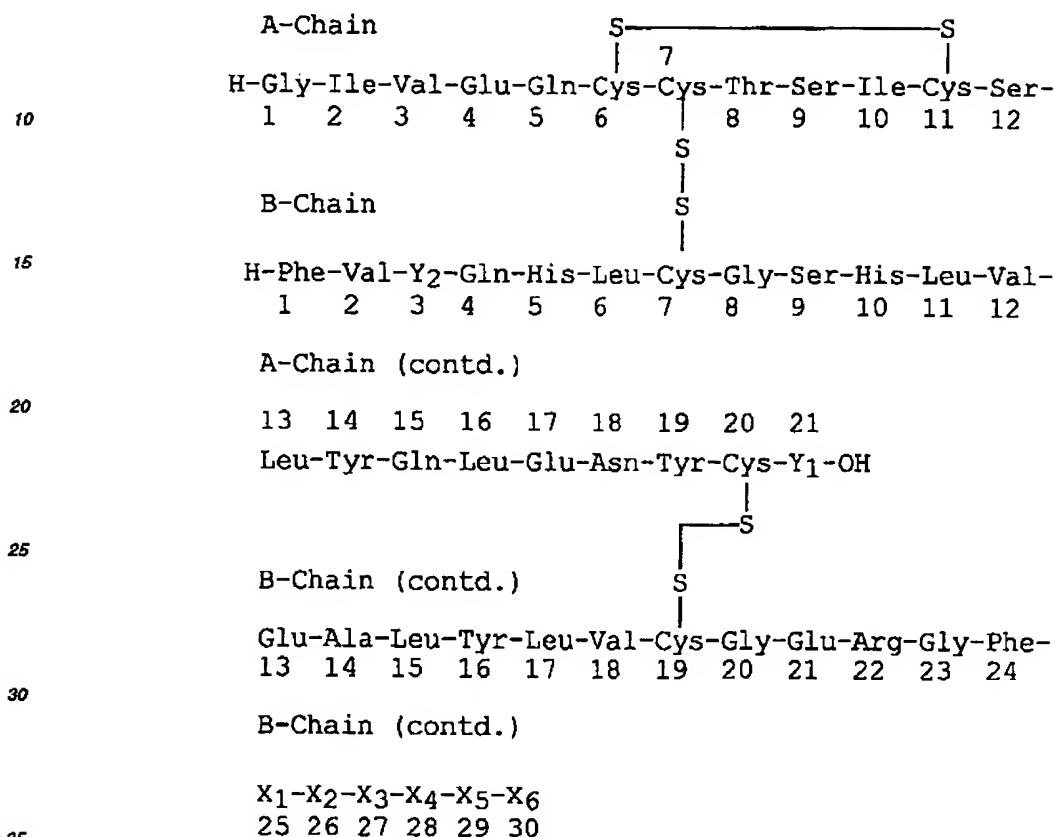 A-Chain
S S
7
H-Gly-Ile-Val-Glu-Gln-Cys-Cys-Thr-Ser-Ile-Cys-Ser-
10 1 2 3 4 5 6 8 9 10 11 12
S
B-Chain S
15 H-Phe-Val-Y2-Gln-His-Leu-Cys-Gly-Ser-His-Leu-Val-
1 2 3 4 5 6 7 8 9 10 11 12
A-Chain (contd.)
20 13 14 15 16 17 18 19 20 21
Leu-Tyr-Gln-Leu-Glu-Asn-Tyr-Cys-Y1-OH
S
25
B-Chain (contd.) S
Glu-Ala-Leu-Tyr-Leu-Val-Cys-Gly-Glu-Arg-Gly-Phe-
13 14 15 16 17 18 19 20 21 22 23 24
30
B-Chain (contd.)
X1-X2-X3-X4-X5-X6
25 26 27 28 29 30